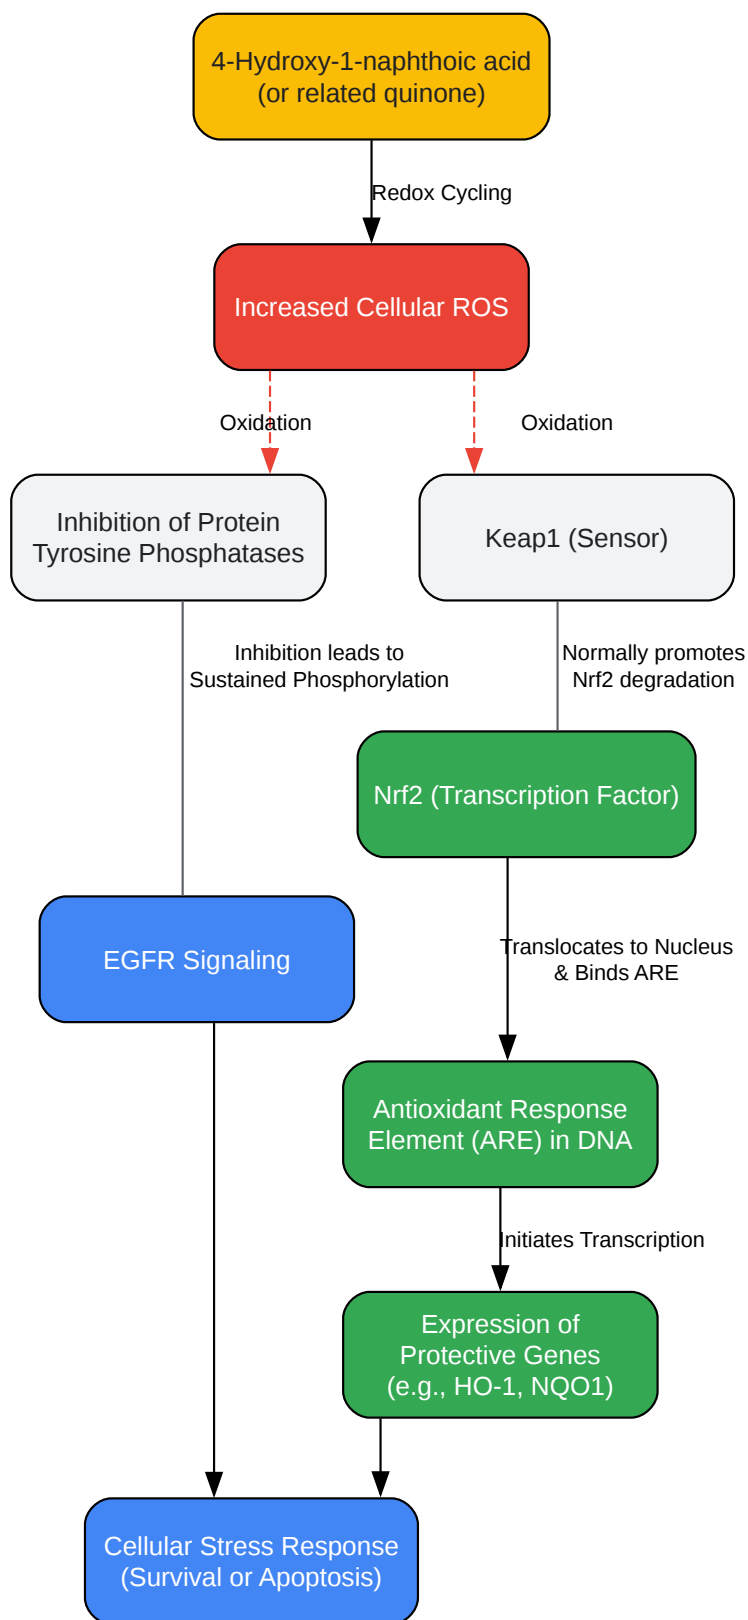 4-Hydroxy-1-naphthoic acid
(or related quinone)
Redox Cycling
Increased Cellular ROS
Oxidation
Oxidation
Inhibition of Protein
Tyrosine Phosphatases
Keap1 (Sensor)
Inhibition leads to
Sustained Phosphorylation
Normally promotes
Nrf2 degradation
Nrf2 (Transcription Factor)
EGFR Signaling
Translocates to Nucleus
& Binds ARE
Antioxidant Response
Element (ARE) in DNA
Initiates Transcription
Expression of
Protective Genes
(e.g., HO-1, NQO1)
Cellular Stress Response
(Survival or Apoptosis)